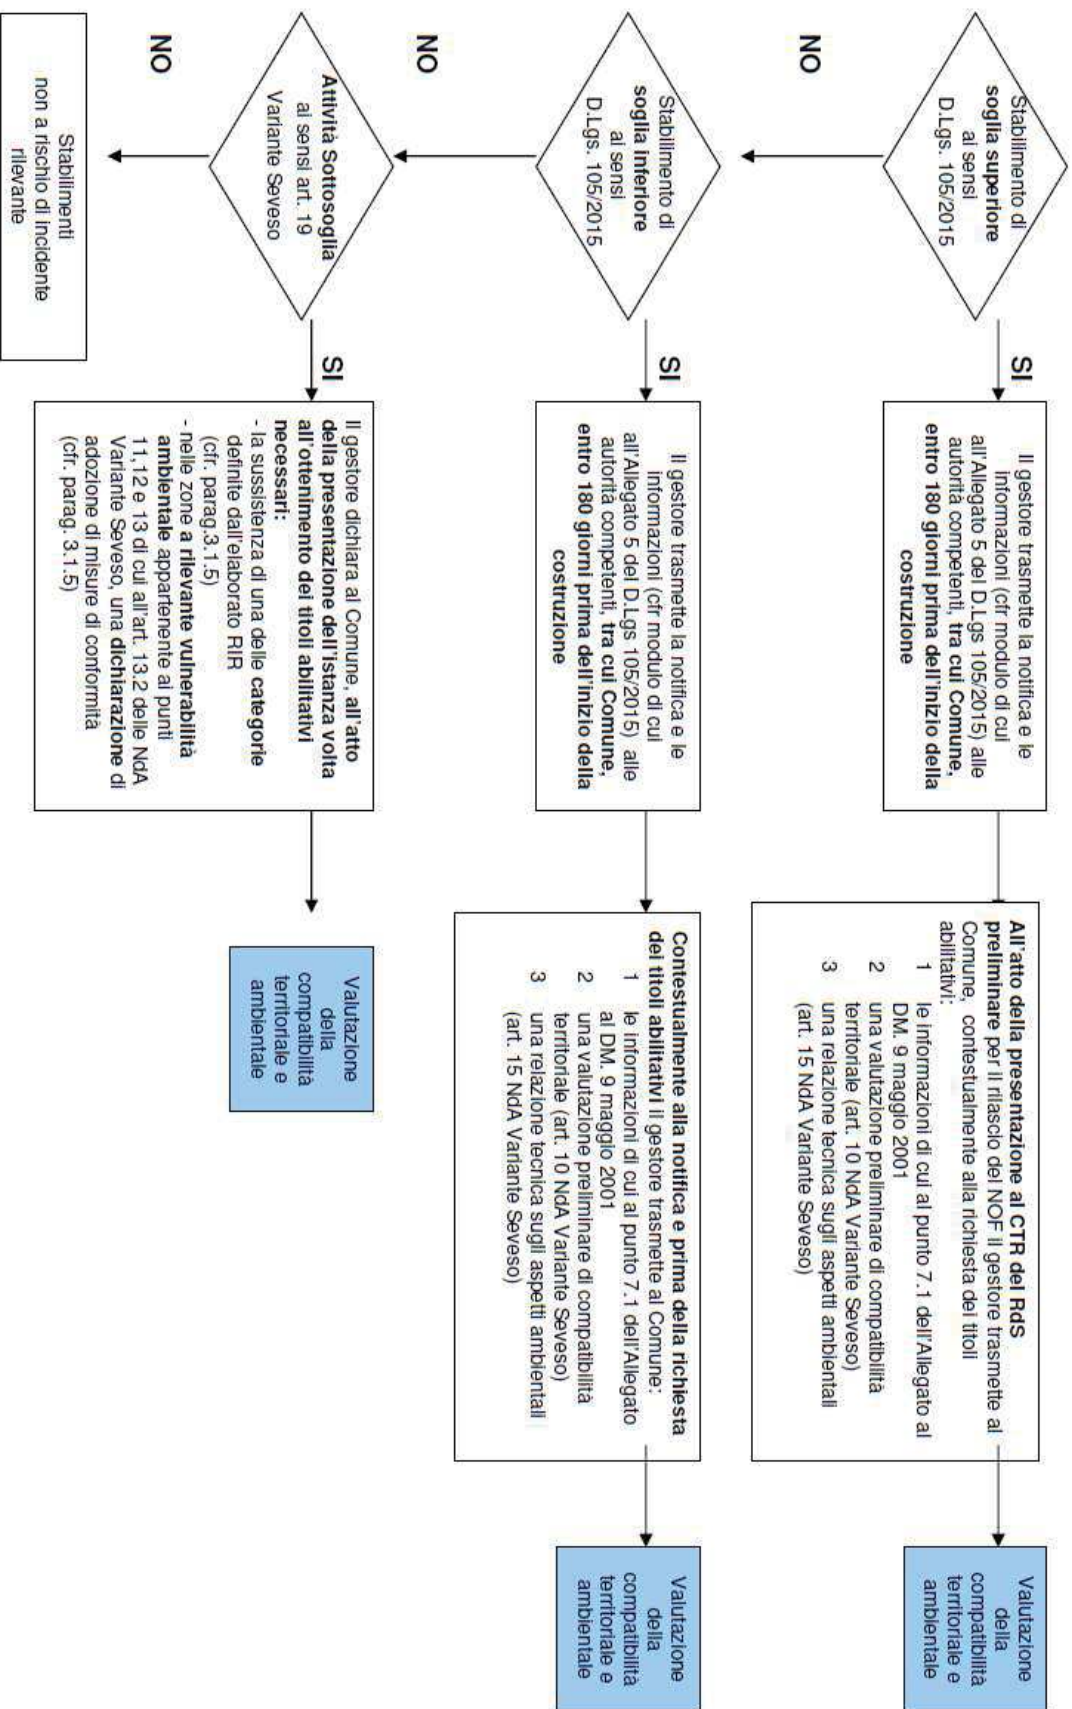 Stabilimento di
soglia superiore
ai sensi
D.Lgs. 105/2015
SI
Il gestore trasmette la notifica e le
informazioni (cfr modulo di cui
all'Allegato 5 del D.Lgs 105/2015) alle
autorità competenti, tra cui Comune,
entro 180 giorni prima dell'inizio della
costruzione
All'atto della presentazione al CTR del RdS
preliminare per il rilascio del NOF il gestore trasmette al
Comune, contestualmente alla richiesta dei titoli
abilitativi:
1 le informazioni di cui al punto 7.1 dell'Allegato al
DM. 9 maggio 2001
2 una valutazione preliminare di compatibilità
territoriale (art. 10 NdA Variante Seveso)
3 una relazione tecnica sugli aspetti ambientali
(art. 15 NdA Variante Seveso)
Valutazione
della
compatibilità
territoriale e
ambientale
NO
Stabilimento di
soglia inferiore
ai sensi
D.Lgs. 105/2015
SI
Il gestore trasmette la notifica e le
informazioni (cfr modulo di cui
all'Allegato 5 del D.Lgs 105/2015) alle
autorità competenti, tra cui Comune,
entro 180 giorni prima dell'inizio della
costruzione
Contestualmente alla notifica e prima della richiesta
dei titoli abilitativi il gestore trasmette al Comune:
1 le informazioni di cui al punto 7.1 dell'Allegato
al DM. 9 maggio 2001
2 una valutazione preliminare di compatibilità
territoriale (art. 10 NdA Variante Seveso)
3 una relazione tecnica sugli aspetti ambientali
(art. 15 NdA Variante Seveso)
Valutazione
della
compatibilità
territoriale e
ambientale
NO
Attività Sottosoglia
ai sensi art. 19
Variante Seveso
SI
Il gestore dichiara al Comune, all'atto
della presentazione dell'istanza volta
all'ottenimento dei titoli abilitativi
necessari:
- la sussistenza di una delle categorie
definite dall'elaborato RIR
(cfr. parag.3.1.5)
- nelle zone a rilevante vulnerabilità
ambientale appartenente ai punti
11,12 e 13 di cui all'art. 13.2 delle NdA
Variante Seveso, una dichiarazione di
adozione di misure di conformità
(cfr. parag. 3.1.5)
Valutazione
della
compatibilità
territoriale e
ambientale
NO
Stabilimenti
non a rischio di incidente
rilevante